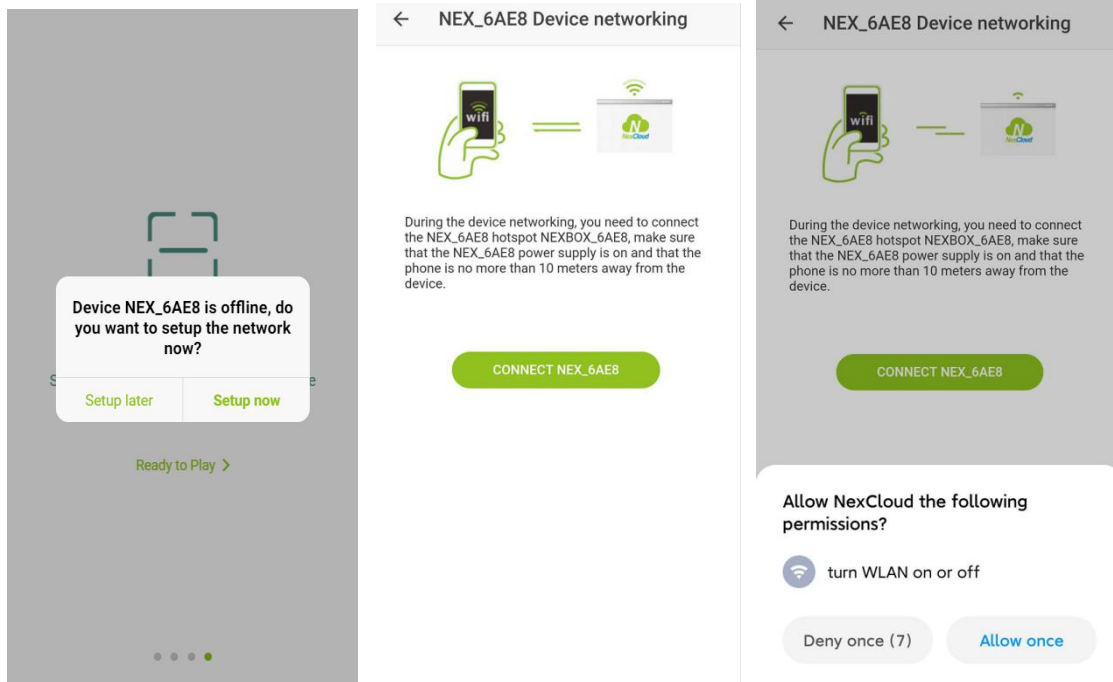 Device NEX_6AE8 is offline, do
you want to setup the network
now?
S
e
Setup later
Setup now
Ready to Play
NEX_6AE8 Device networking
wifi
N
NexCloud
During the device networking, you need to connect
the NEX_6AE8 hotspot NEXBOX_6AE8, make sure
that the NEX_6AE8 power supply is on and that the
phone is no more than 10 meters away from the
device.
CONNECT NEX_6AE8
NEX_6AE8 Device networking
wifi
N
NexCloud
During the device networking, you need to connect
the NEX_6AE8 hotspot NEXBOX_6AE8, make sure
that the NEX_6AE8 power supply is on and that the
phone is no more than 10 meters away from the
device.
CONNECT NEX_6AE8
Allow NexCloud the following
permissions?
turn WLAN on or off
Deny once (7)
Allow once